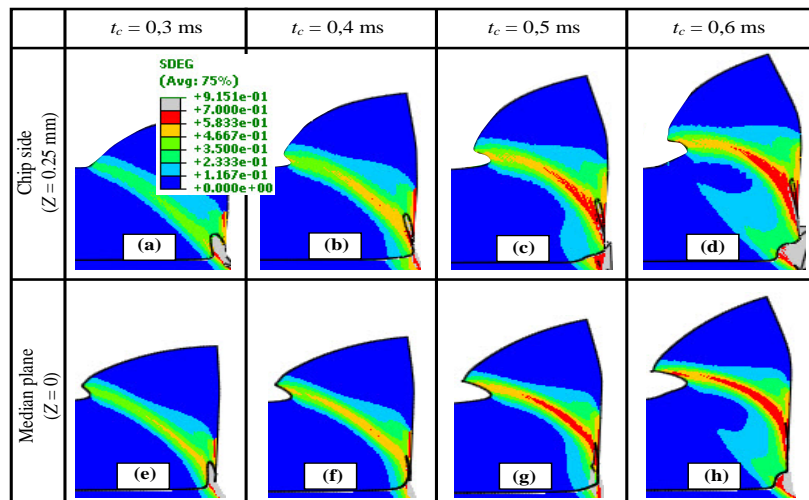 t_c = 0,3 ms
t_c = 0,4 ms
t_c = 0,5 ms
t_c = 0,6 ms
Chip side
(Z = 0.25 mm)
SDEG
(Avg: 75%)
+9.151e-01
+7.000e-01
+5.833e-01
+4.667e-01
+3.500e-01
+2.333e-01
+1.167e-01
+0.000e+00
(a)
(b)
(c)
(d)
Median plane
(Z= 0)
(e)
(f)
(g)
(h)